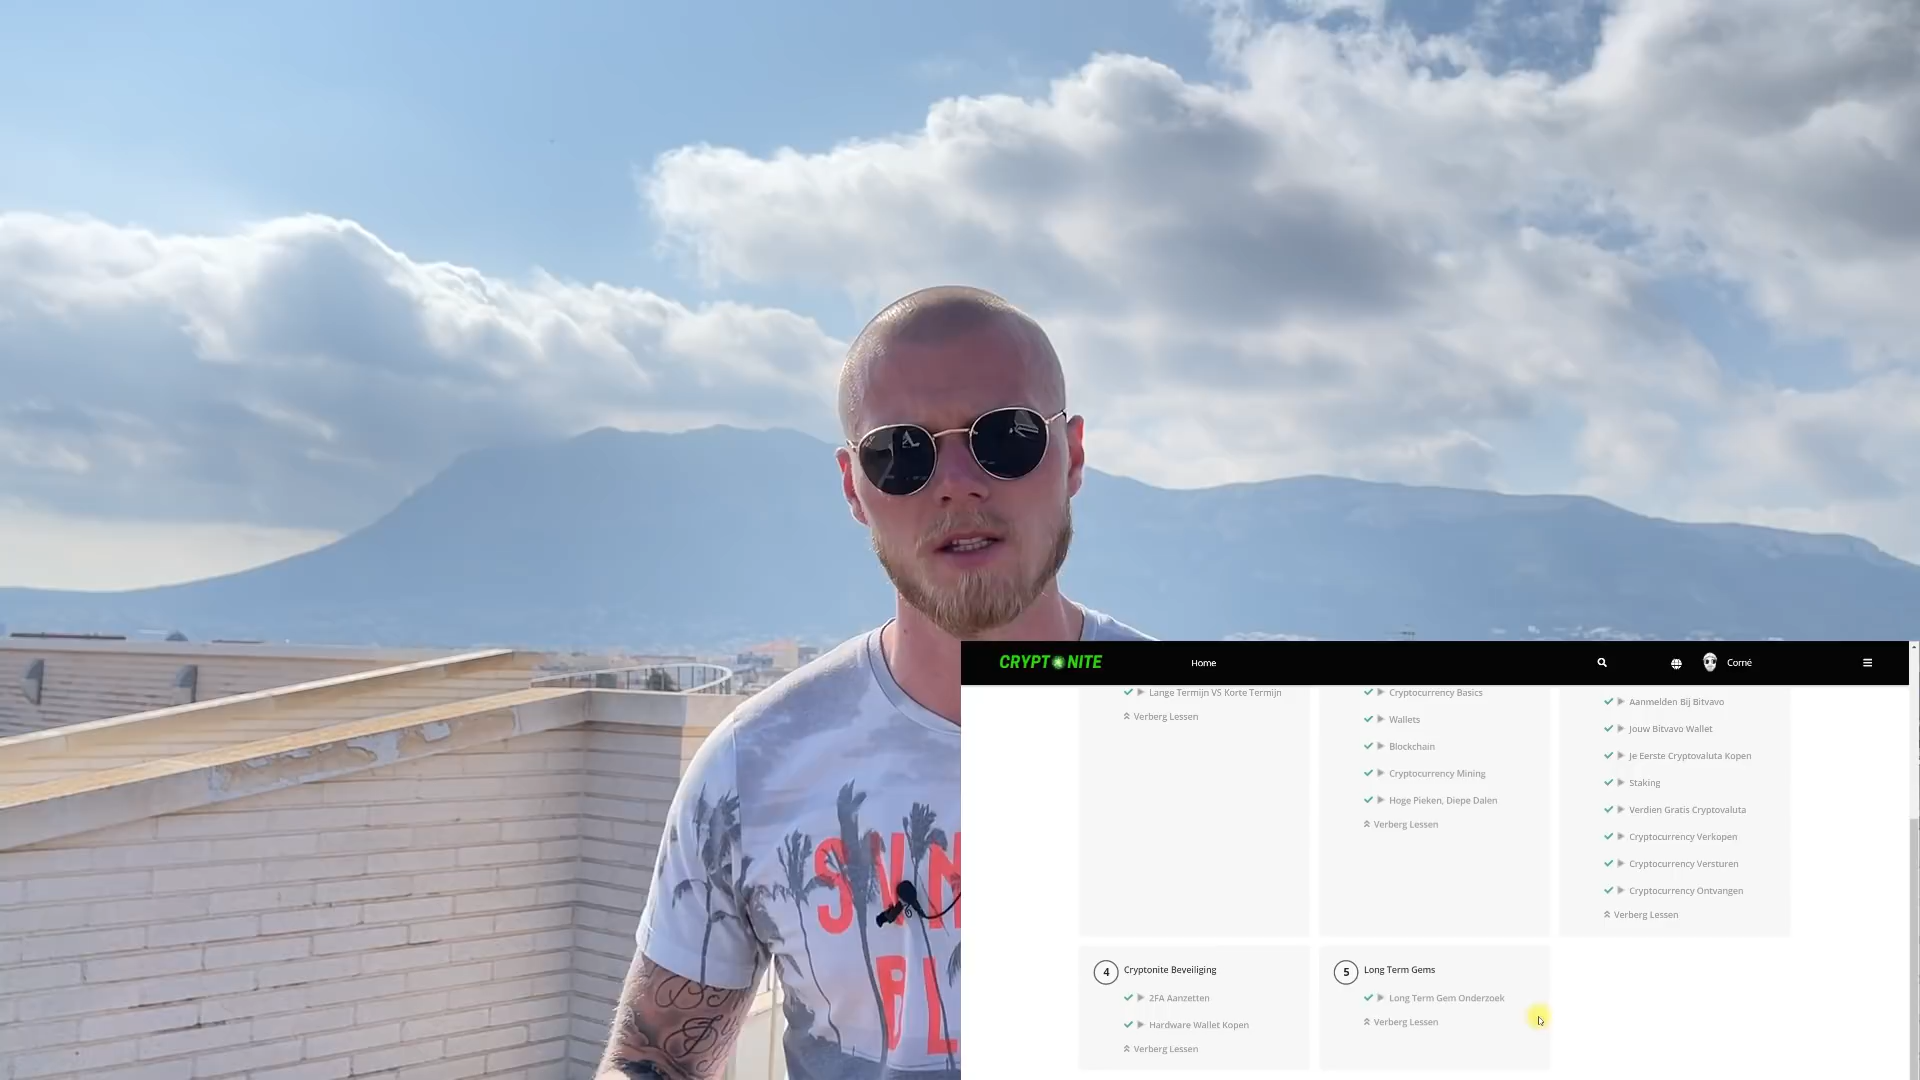 CRYPTONITE
Home
Corné
Lange Termijn VS Korte Termijn
Verberg Lessen
Cryptocurrency Basics
Wallets
Blockchain
Cryptocurrency Mining
Hoge Pieken, Diepe Dalen
Verberg Lessen
Aanmelden Bij Bitvavo
Jouw Bitvavo Wallet
Je Eerste Cryptovaluta Kopen
Staking
Verdien Gratis Cryptovaluta
Cryptocurrency Verkopen
Cryptocurrency Versturen
Cryptocurrency Ontvangen
Verberg Lessen
4 Cryptonite Beveiliging
2FA Aanzetten
Hardware Wallet Kopen
Verberg Lessen
5 Long Term Gems
Long Term Gem Onderzoek
Verberg Lessen